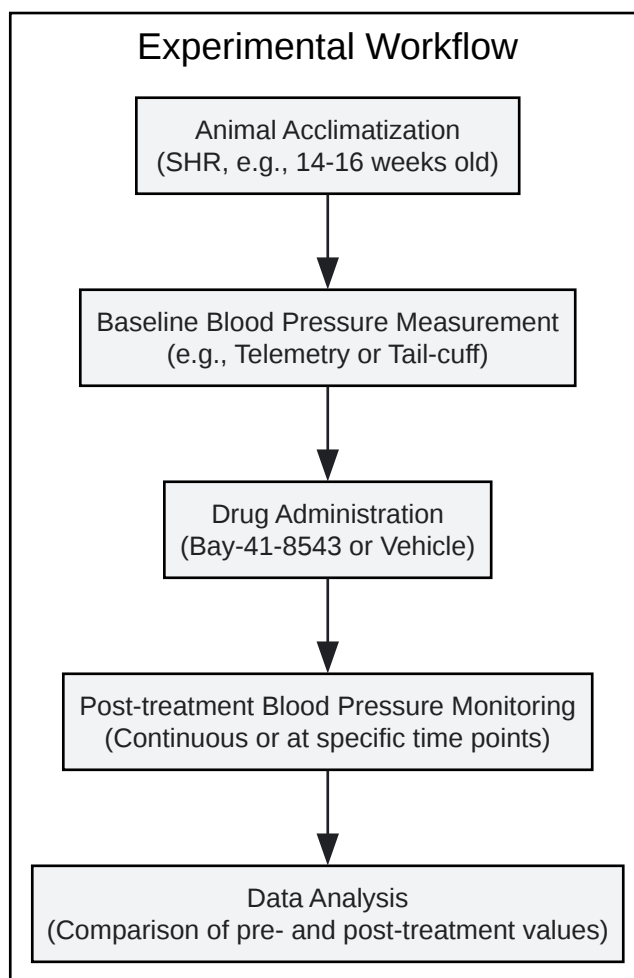 Experimental Workflow
Animal Acclimatization
(SHR, e.g., 14-16 weeks old)
Baseline Blood Pressure Measurement
(e.g., Telemetry or Tail-cuff)
Drug Administration
(Bay-41-8543 or Vehicle)
Post-treatment Blood Pressure Monitoring
(Continuous or at specific time points)
Data Analysis
(Comparison of pre- and post-treatment values)